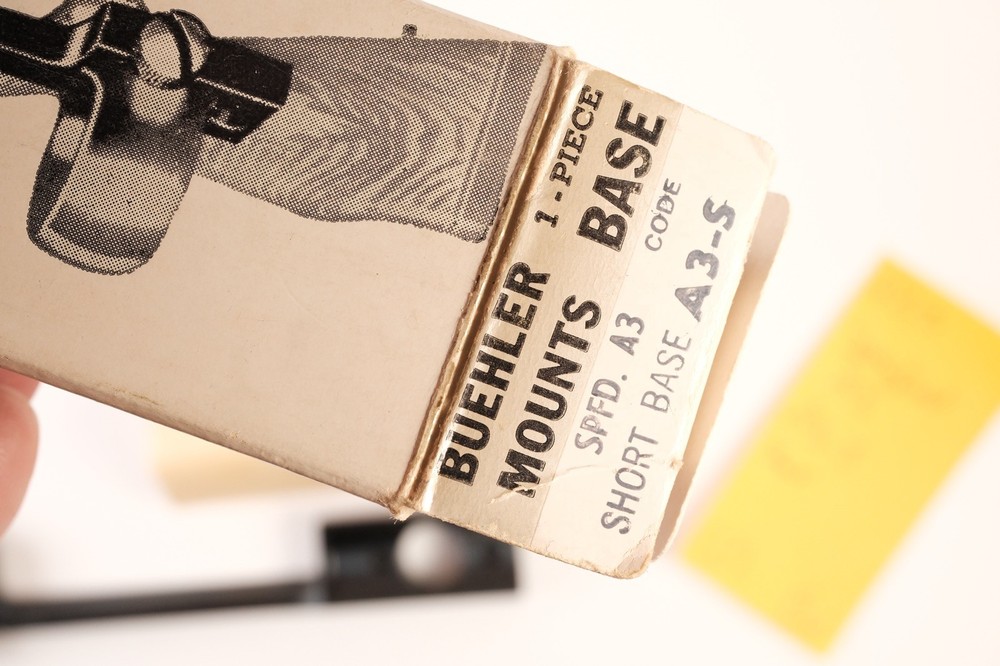 BUEHLER 1-PIECE
MOUNTS BASE
SPFD. A3 CODE
SHORT BASE A3-S